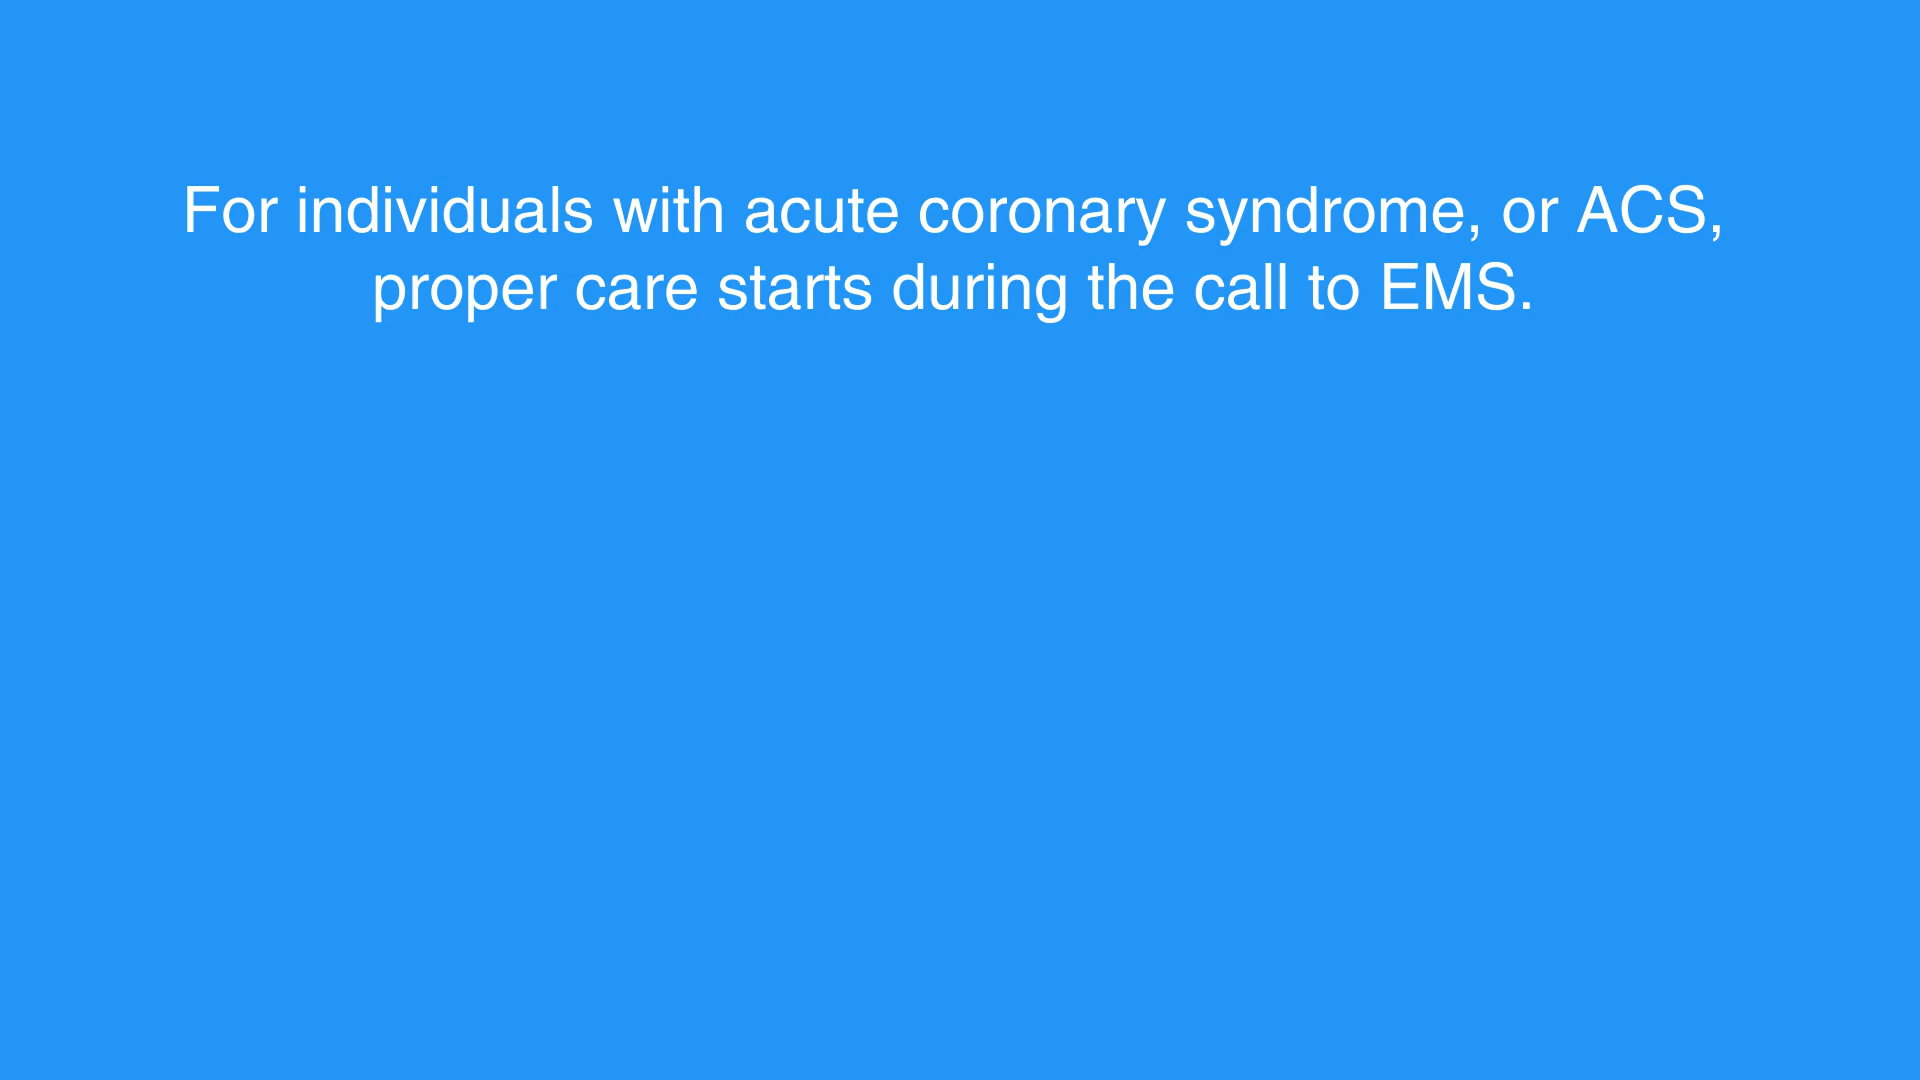 For individuals with acute coronary syndrome, or ACS,
proper care starts during the call to EMS.